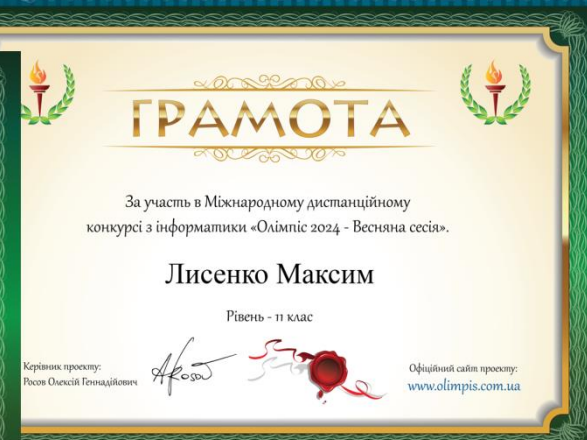 ГРАМОТА
За участь в Міжнародному дистанційному
конкурсі з інформатики «Олімпіс 2024 - Весняна сесія».
Лисенко Максим
Рівень - 11 клас
Керівник проекту:
Росов Олексій Геннадійович
Офіційний сайт проекту:
www.olimpis.com.ua